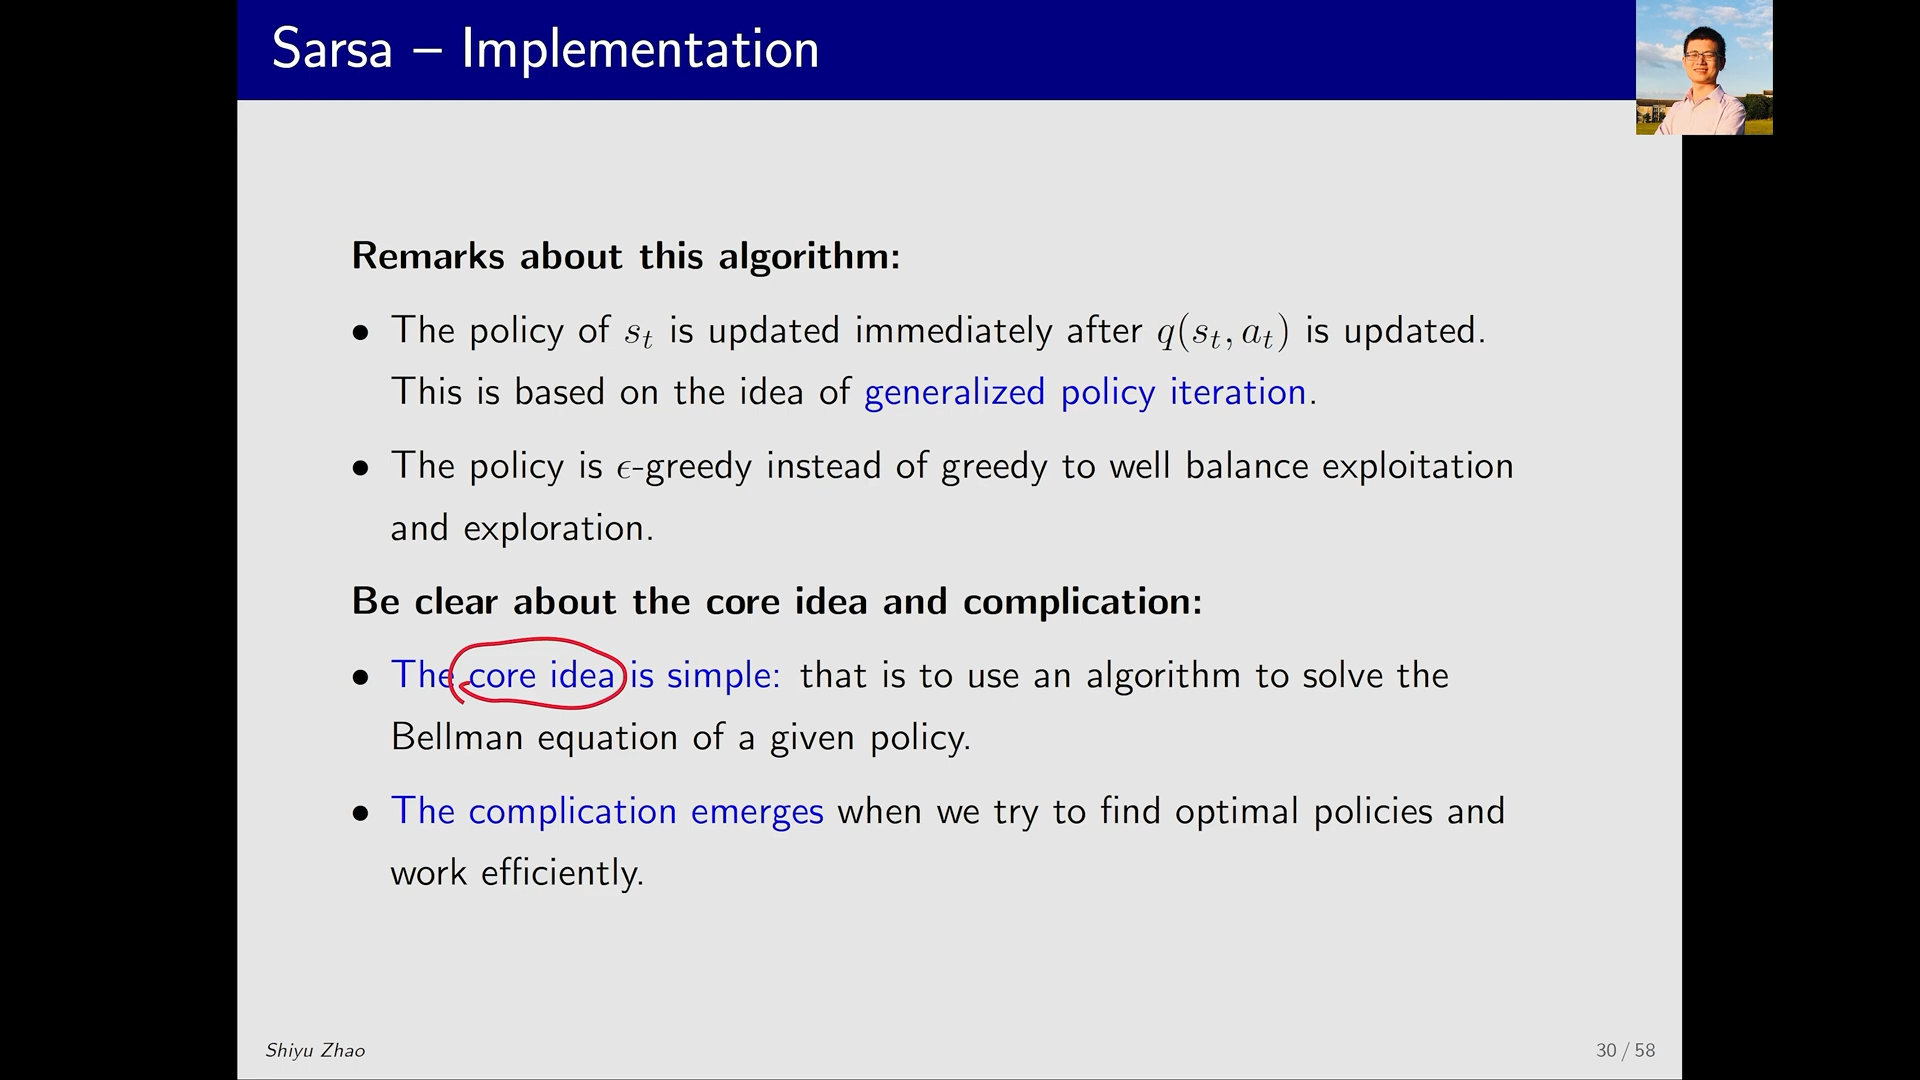 Sarsa – Implementation
Remarks about this algorithm:
• The policy of s_t is updated immediately after q(s_t, a_t) is updated.
This is based on the idea of generalized policy iteration.
• The policy is ϵ-greedy instead of greedy to well balance exploitation
and exploration.
Be clear about the core idea and complication:
• The core idea is simple: that is to use an algorithm to solve the
Bellman equation of a given policy.
• The complication emerges when we try to find optimal policies and
work efficiently.
Shiyu Zhao
30 / 58